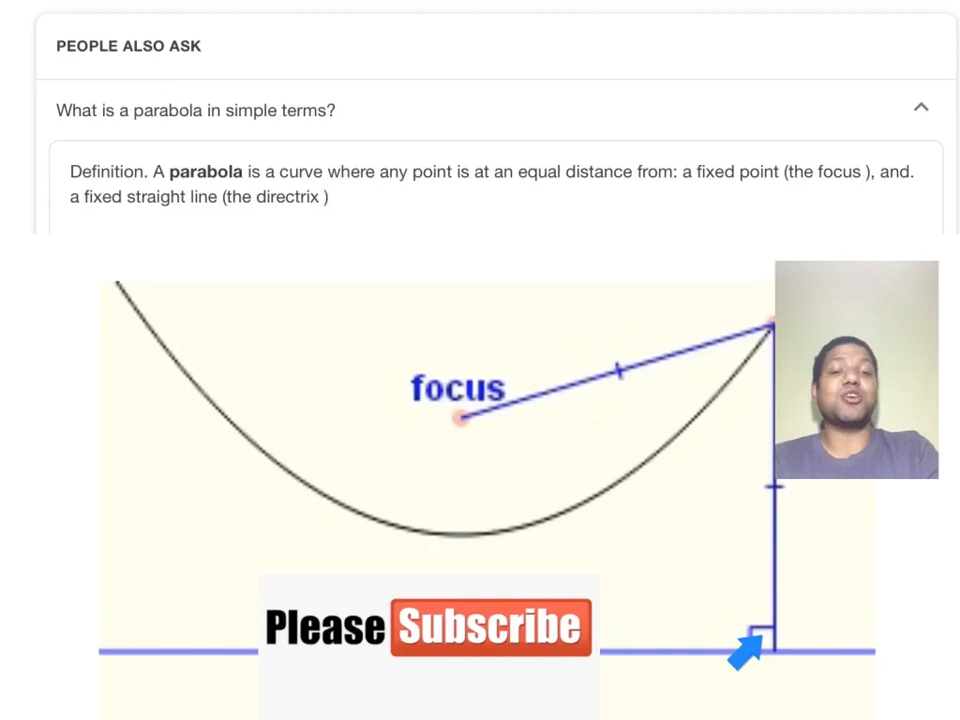 PEOPLE ALSO ASK
What is a parabola in simple terms?
Definition. A parabola is a curve where any point is at an equal distance from: a fixed point (the focus ), and.
a fixed straight line (the directrix )
focus
Please Subscribe